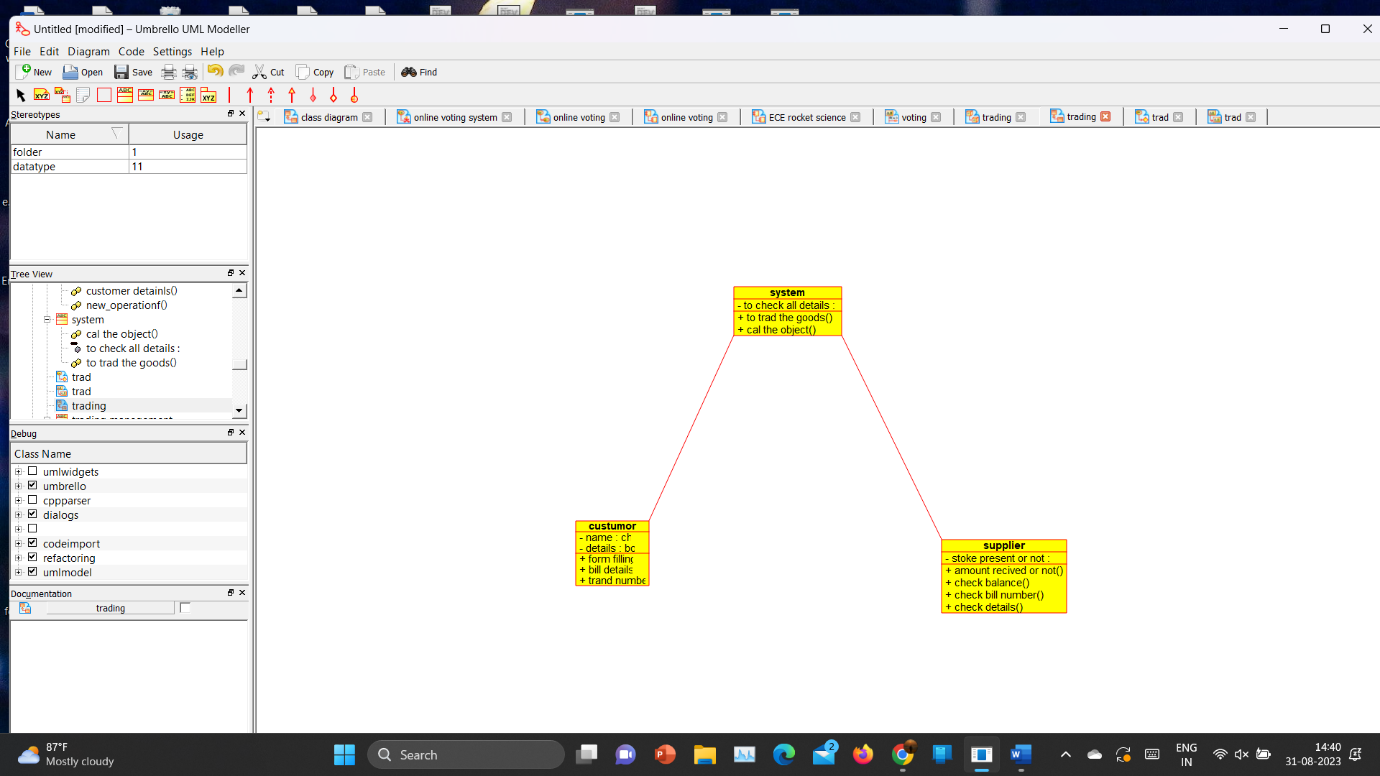 Untitled [modified] – Umbrello UML Modeller
File Edit Diagram Code Settings Help
New Open Save Cut Copy Paste Find
Stereotypes
Name Usage
folder 1
datatype 11
class diagram online voting system online voting online voting ECE rocket science voting trading trading trad trad
Tree View
customer detainls()
new_operationf()
system
cal the object()
to check all details :
to trad the goods()
trad
trad
trading
Debug
Class Name
umlwidgets
umbrello
cppparser
dialogs
codeimport
refactoring
umlmodel
Documentation
trading
system
- to check all details :
+ to trad the goods()
+ cal the object()
custumor
- name : ch
- details : bc
+ form filling
+ bill details
+ trand numbe
supplier
- stoke present or not :
+ amount recived or not()
+ check balance()
+ check bill number()
+ check details()
87°F
Mostly cloudy
Search
2
ENG
IN
14:40
31-08-2023